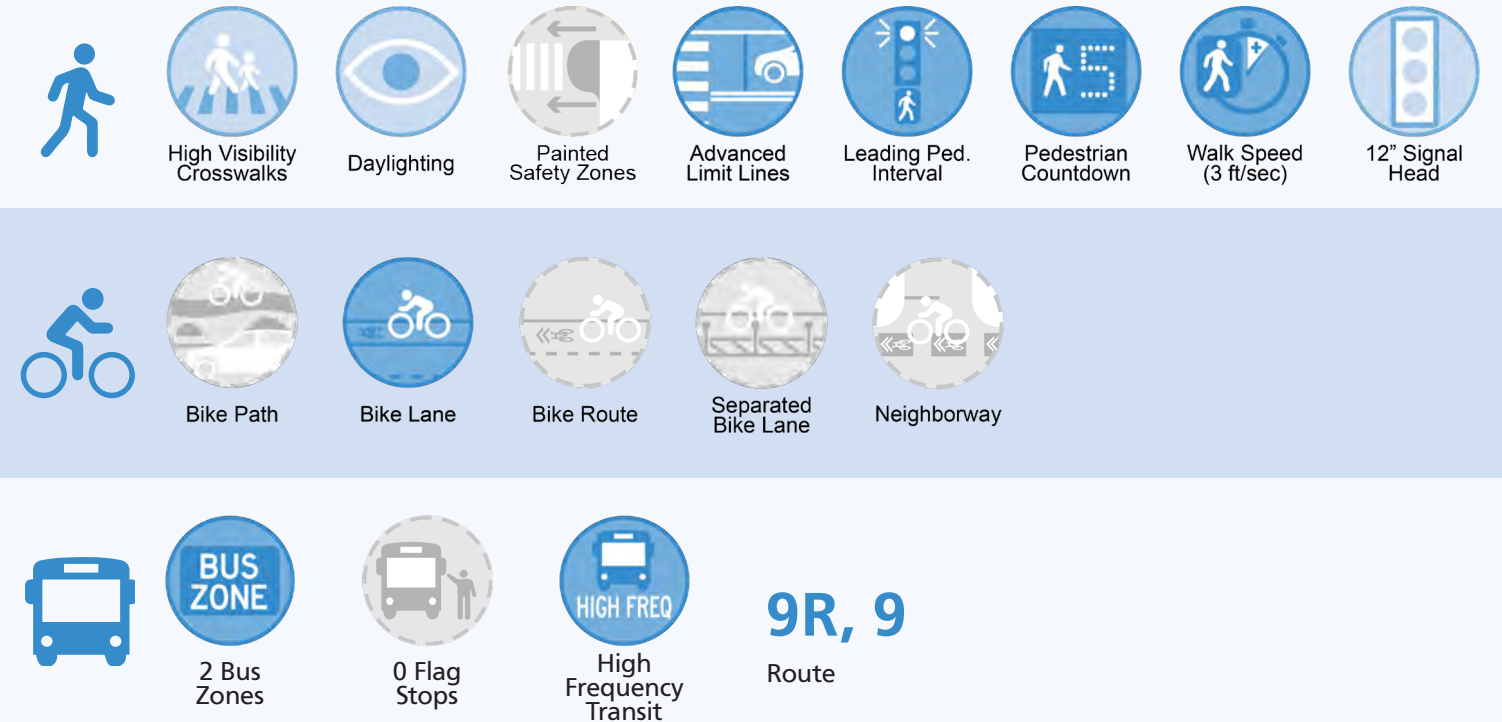 5
High Visibility
Crosswalks
Daylighting
Painted
Safety Zones
Advanced
Limit Lines
Leading Ped.
Interval
Pedestrian
Countdown
Walk Speed
(3 ft/sec)
12” Signal
Head
Bike Path
Bike Lane
Bike Route
Separated
Bike Lane
Neighborway
BUS
ZONE
2 Bus
Zones
0 Flag
Stops
HIGH FREQ
High
Frequency
Transit
9R, 9
Route